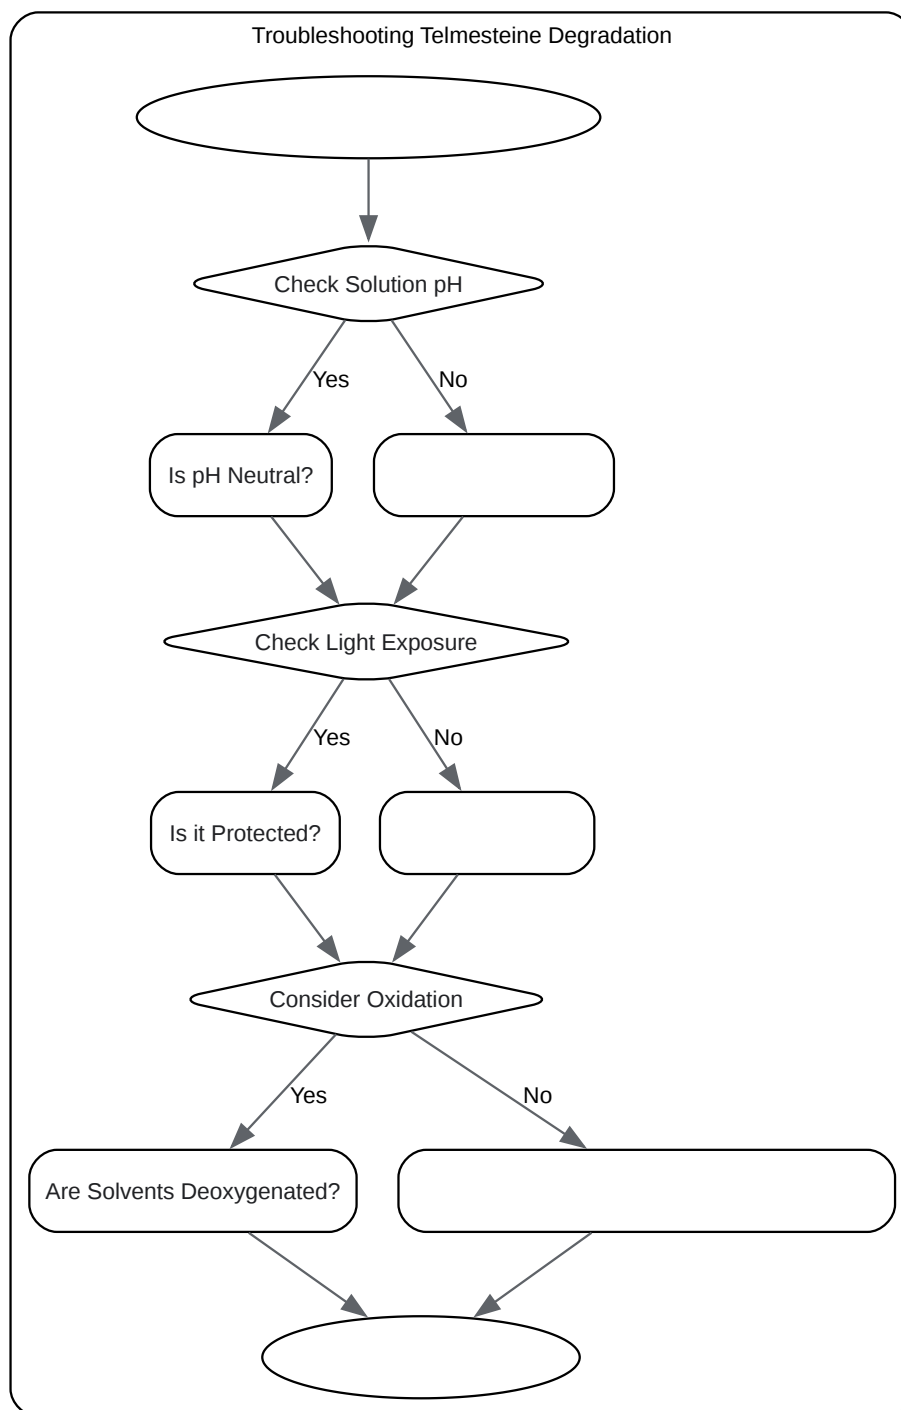 Troubleshooting Telmesteine Degradation
Check Solution pH
Yes
No
Is pH Neutral?
Check Light Exposure
Yes
No
Is it Protected?
Consider Oxidation
Yes
No
Are Solvents Deoxygenated?